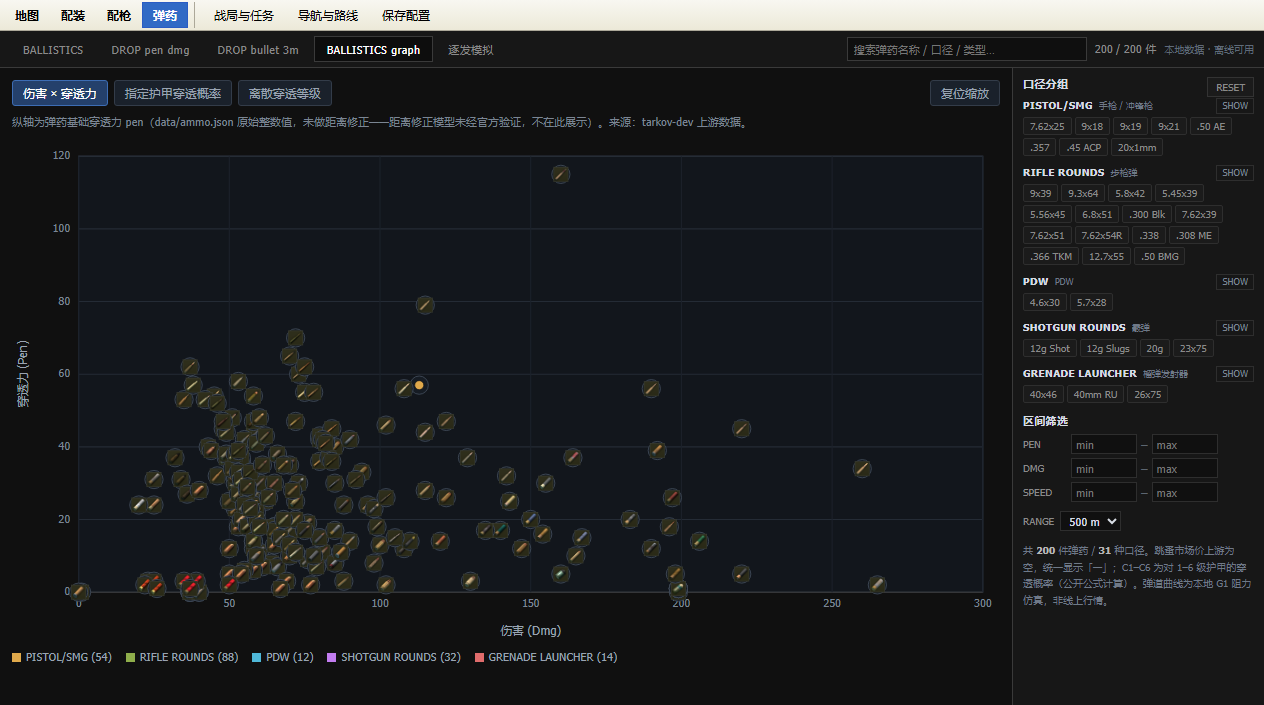 地图 配装 配枪 弹药 战局与任务 导航与路线 保存配置
BALLISTICS DROP pen dmg DROP bullet 3m BALLISTICS graph 逐发模拟 搜索弹药名称 / 口径 / 类型... 200 / 200 件 本地数据 · 离线可用
伤害 × 穿透力 指定护甲穿透概率 离散穿透等级 复位缩放
纵轴为弹药基础穿透力 pen（data/ammo.json 原始整数值，未做距离修正——距离修正模型未经官方验证，不在此展示）。来源：tarkov-dev 上游数据。
120
100
80
60
40
20
0
穿透力 (Pen)
0 50 100 150 200 250 300
伤害 (Dmg)
PISTOL/SMG (54) RIFLE ROUNDS (88) PDW (12) SHOTGUN ROUNDS (32) GRENADE LAUNCHER (14)
口径分组 RESET
PISTOL/SMG 手枪 / 冲锋枪 SHOW
7.62x25 9x18 9x19 9x21 .50 AE
.357 .45 ACP 20x1mm
RIFLE ROUNDS 步枪弹 SHOW
9x39 9.3x64 5.8x42 5.45x39
5.56x45 6.8x51 .300 Blk 7.62x39
7.62x51 7.62x54R .338 .308 ME
.366 TKM 12.7x55 .50 BMG
PDW PDW SHOW
4.6x30 5.7x28
SHOTGUN ROUNDS 霰弹 SHOW
12g Shot 12g Slugs 20g 23x75
GRENADE LAUNCHER 榴弹发射器 SHOW
40x46 40mm RU 26x75
区间筛选
PEN min – max
DMG min – max
SPEED min – max
RANGE 500 m
共 200 种弹药 / 31 种口径。跳蚤市场价上游为
空，统一显示「—」；C1–C6 为对 1–6 级护甲的穿
透概率（公开公式计算）。弹道曲线为本地 G1 阻力
仿真，非线上行情。